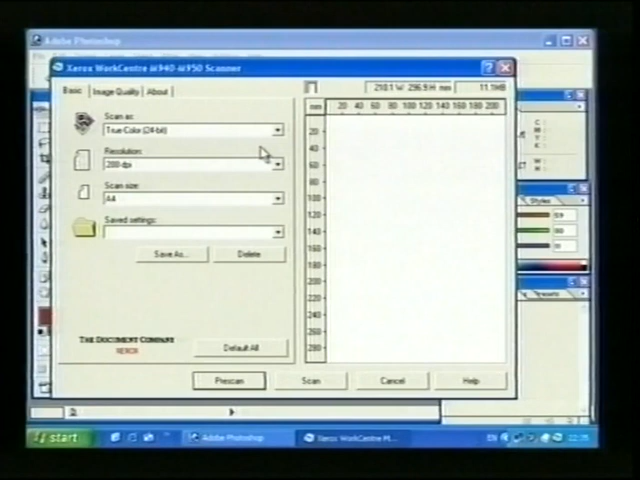 Adobe Photoshop
Xerox WorkCentre M940-M950 Scanner
Basic
Image Quality
About
210.1 W 296.9 H mm
11.1MB
Scan as:
True-Color (24-bit)
Resolution:
200-dpi
Scan size:
A4
Saved settings:
Save As...
Delete
mm
20 40 60 80 100 120 140 160 180 200
20
40
60
80
100
120
140
160
180
200
220
240
260
280
THE DOCUMENT COMPANY
XEROX
Default All
Prescan
Scan
Cancel
Help
C :
M :
Y :
K :
W :
H :
Styles
start
Adobe Photoshop
Xerox WorkCentre M...
EN